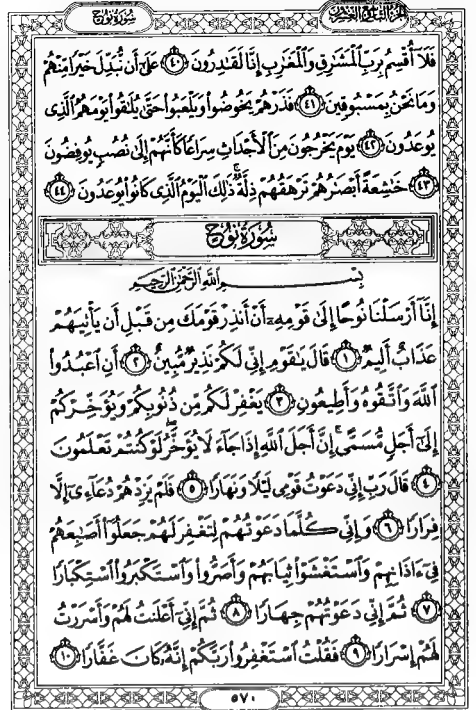 الجزء التاسع والعشرون
سورة نوح
فَلَآ أُقْسِمُ بِرَبِّ ٱلْمَشَٰرِقِ وَٱلْمَغَٰرِبِ إِنَّا لَقَٰدِرُونَ ٤٠ عَلَىٰٓ أَن نُّبَدِّلَ خَيْرًا مِّنْهُمْ
وَمَا نَحْنُ بِمَسْبُوقِينَ ٤١ فَذَرْهُمْ يَخُوضُوا۟ وَيَلْعَبُوا۟ حَتَّىٰ يُلَٰقُوا۟ يَوْمَهُمُ ٱلَّذِى
يُوعَدُونَ ٤٢ يَوْمَ يَخْرُجُونَ مِنَ ٱلْأَجْدَاثِ سِرَاعًا كَأَنَّهُمْ إِلَىٰ نُصُبٍ يُوفِضُونَ
٤٣ خَٰشِعَةً أَبْصَٰرُهُمْ تَرْهَقُهُمْ ذِلَّةٌ ۚ ذَٰلِكَ ٱلْيَوْمُ ٱلَّذِى كَانُوا۟ يُوعَدُونَ ٤٤
سورة نوح
بِسْمِ ٱللَّهِ ٱلرَّحْمَٰنِ ٱلرَّحِيمِ
إِنَّآ أَرْسَلْنَا نُوحًا إِلَىٰ قَوْمِهِۦٓ أَنْ أَنذِرْ قَوْمَكَ مِن قَبْلِ أَن يَأْتِيَهُمْ
عَذَابٌ أَلِيمٌ ١ قَالَ يَٰقَوْمِ إِنِّى لَكُمْ نَذِيرٌ مُّبِينٌ ٢ أَنِ ٱعْبُدُوا۟
ٱللَّهَ وَٱتَّقُوهُ وَأَطِيعُونِ ٣ يَغْفِرْ لَكُم مِّن ذُنُوبِكُمْ وَيُؤَخِّرْكُمْ
إِلَىٰٓ أَجَلٍ مُّسَمًّى ۚ إِنَّ أَجَلَ ٱللَّهِ إِذَا جَآءَ لَا يُؤَخَّرُ ۖ لَوْ كُنتُمْ تَعْلَمُونَ
٤ قَالَ رَبِّ إِنِّى دَعَوْتُ قَوْمِى لَيْلًا وَنَهَارًا ٥ فَلَمْ يَزِدْهُمْ دُعَآءِىٓ إِلَّا
فِرَارًا ٦ وَإِنِّى كُلَّمَا دَعَوْتُهُمْ لِتَغْفِرَ لَهُمْ جَعَلُوٓا۟ أَصَٰبِعَهُمْ
فِىٓ ءَاذَانِهِمْ وَٱسْتَغْشَوْا۟ ثِيَابَهُمْ وَأَصَرُّوا۟ وَٱسْتَكْبَرُوا۟ ٱسْتِكْبَارًا
٧ ثُمَّ إِنِّى دَعَوْتُهُمْ جِهَارًا ٨ ثُمَّ إِنِّىٓ أَعْلَنتُ لَهُمْ وَأَسْرَرْتُ
لَهُمْ إِسْرَارًا ٩ فَقُلْتُ ٱسْتَغْفِرُوا۟ رَبَّكُمْ إِنَّهُۥ كَانَ غَفَّارًا ١٠
٥٧٠